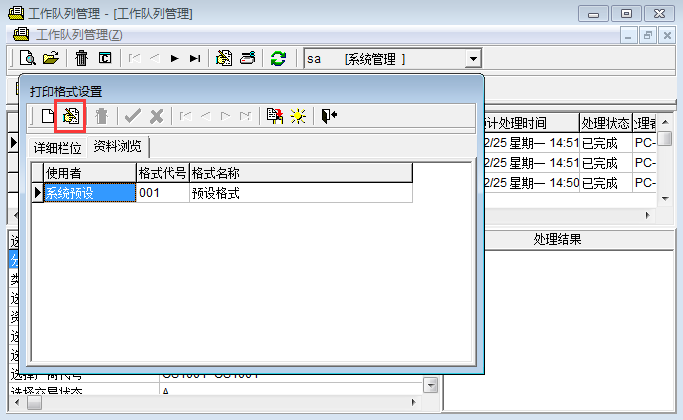 工作队列管理 - [工作队列管理]
工作队列管理(Z)
sa [系统管理 ]
打印格式设置
详细栏位 资料浏览
使用者 格式代号 格式名称
系统预设 001 预设格式
计处理时间 处理状态 处理者
2/25 星期一 14:51 已完成 PC-
2/25 星期一 14:51 已完成 PC-
2/25 星期一 14:50 已完成 PC-
处理结果
选择厂商代号
选择交易状态 A